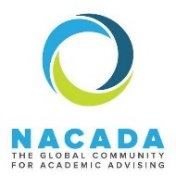 NACADA
THE GLOBAL COMMUNITY
FOR ACADEMIC ADVISING